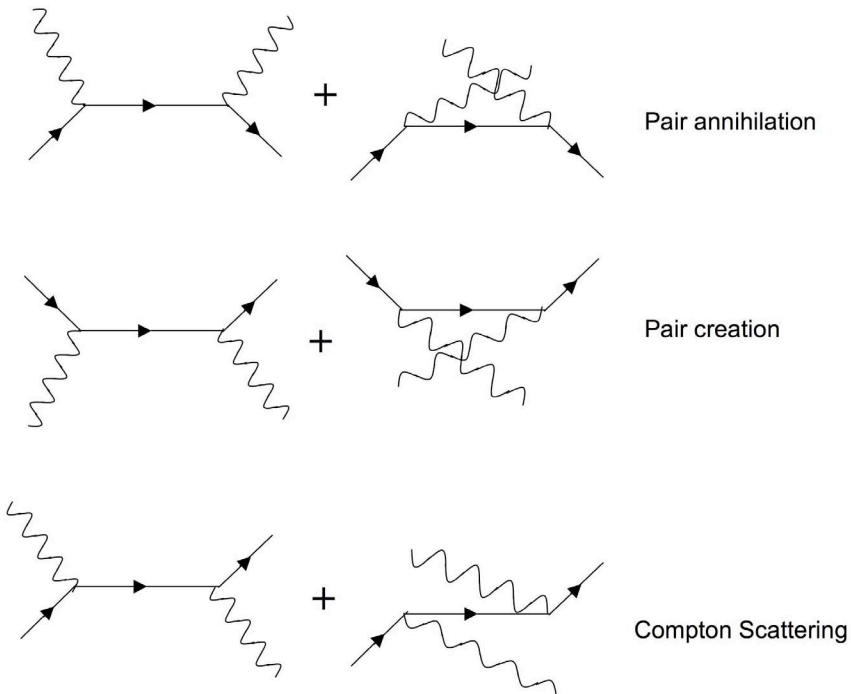 +
Pair annihilation
+
Pair creation
+
Compton Scattering